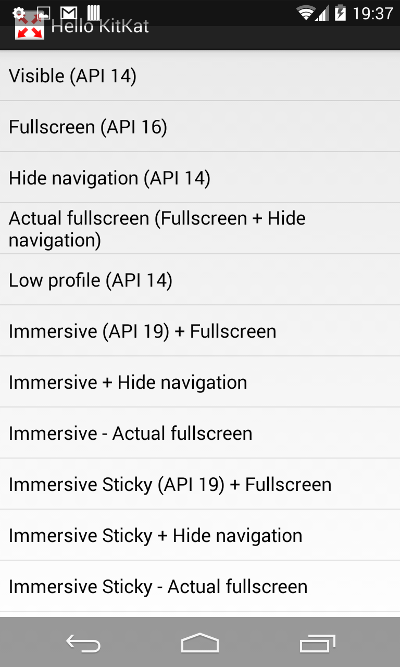 19:37
Hello KitKat
Visible (API 14)
Fullscreen (API 16)
Hide navigation (API 14)
Actual fullscreen (Fullscreen + Hide
navigation)
Low profile (API 14)
Immersive (API 19) + Fullscreen
Immersive + Hide navigation
Immersive - Actual fullscreen
Immersive Sticky (API 19) + Fullscreen
Immersive Sticky + Hide navigation
Immersive Sticky - Actual fullscreen